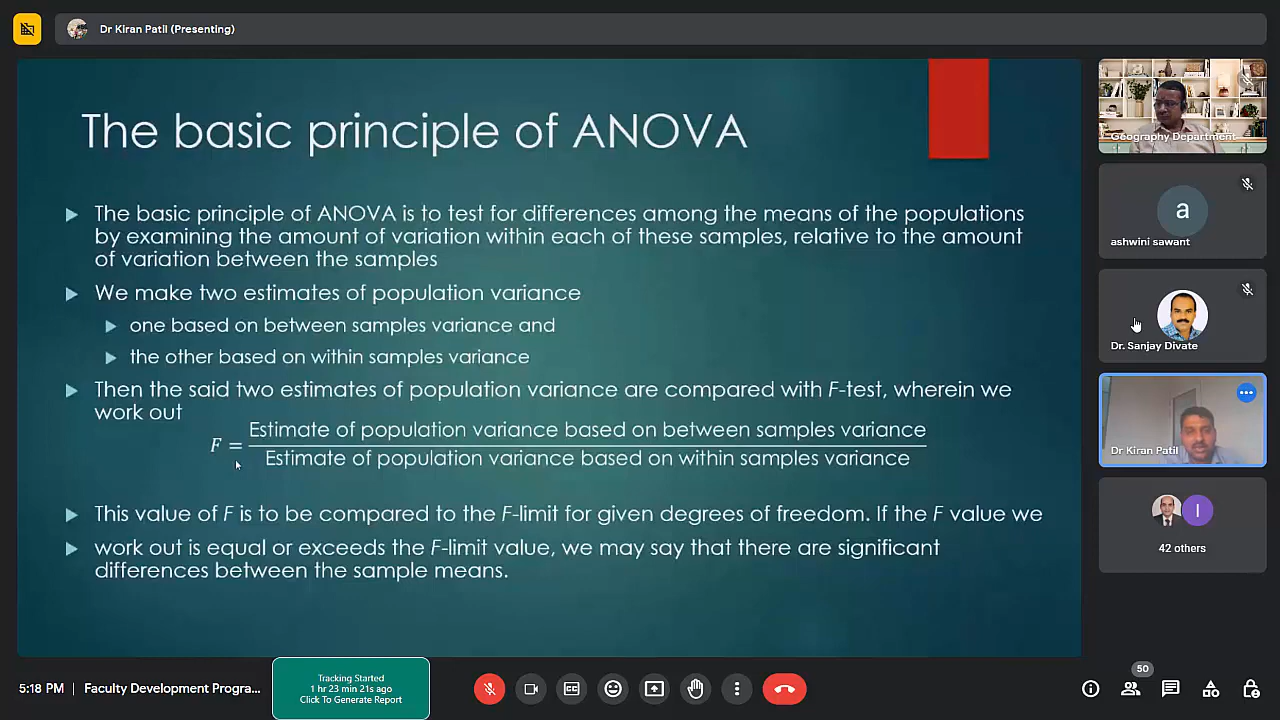 Dr Kiran Patil (Presenting)
The basic principle of ANOVA
The basic principle of ANOVA is to test for differences among the means of the populations
by examining the amount of variation within each of these samples, relative to the amount
of variation between the samples
We make two estimates of population variance
one based on between samples variance and
the other based on within samples variance
Then the said two estimates of population variance are compared with F-test, wherein we
work out
F = Estimate of population variance based on between samples variance
Estimate of population variance based on within samples variance
This value of F is to be compared to the F-limit for given degrees of freedom. If the F value we
work out is equal or exceeds the F-limit value, we may say that there are significant
differences between the sample means.
Geography Department
a
ashwini sawant
Dr. Sanjay Divate
Dr Kiran Patil
I
42 others
5:18 PM | Faculty Development Progra...
Tracking Started
1 hr 23 min 21s ago
Click To Generate Report
50